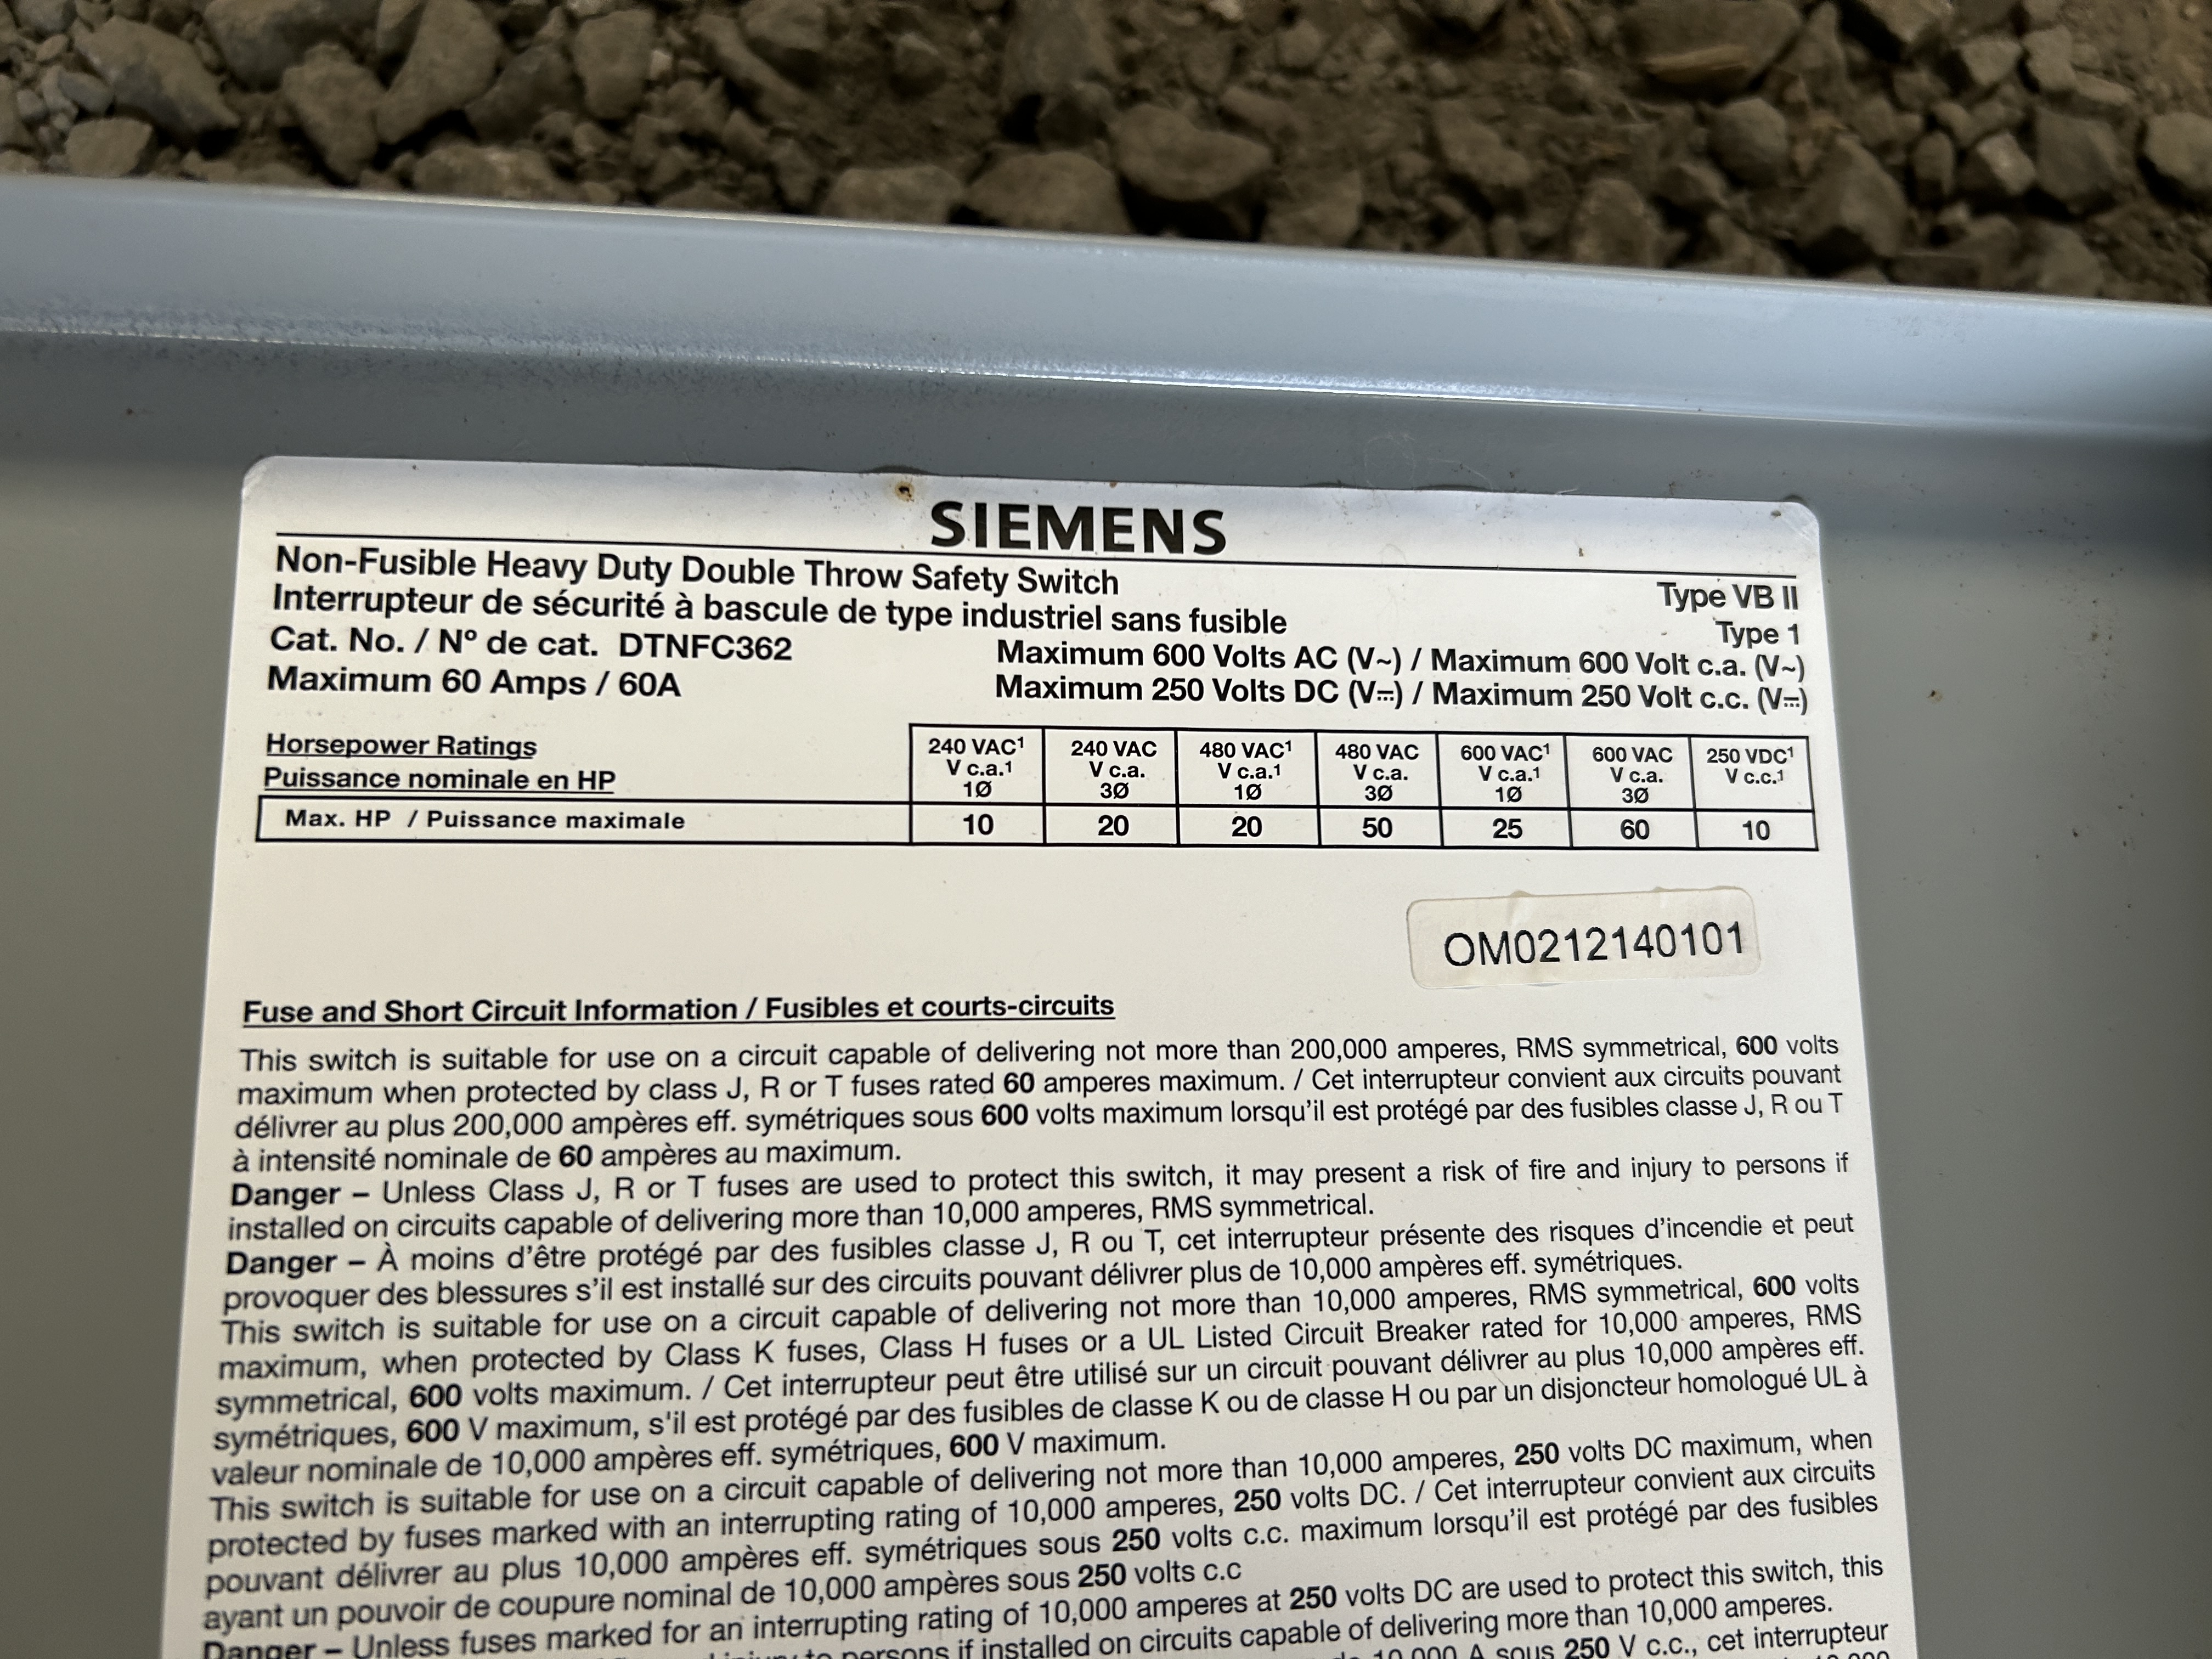 SIEMENS
Non-Fusible Heavy Duty Double Throw Safety Switch
Type VB II
Interrupteur de sécurité à bascule de type industriel sans fusible
Type 1
Cat. No. / Nº de cat. DTNFC362
Maximum 600 Volts AC (V~) / Maximum 600 Volt c.a. (V~)
Maximum 60 Amps / 60A
Maximum 250 Volts DC (V⎓) / Maximum 250 Volt c.c. (V⎓)
Horsepower Ratings
Puissance nominale en HP
240 VAC¹ V c.a.¹ 1Ø
240 VAC V c.a. 3Ø
480 VAC¹ V c.a.¹ 1Ø
480 VAC V c.a. 3Ø
600 VAC¹ V c.a.¹ 1Ø
600 VAC V c.a. 3Ø
250 VDC¹ V c.c.¹
Max. HP / Puissance maximale 10 20 20 50 25 60 10
OM0212140101
Fuse and Short Circuit Information / Fusibles et courts-circuits
This switch is suitable for use on a circuit capable of delivering not more than 200,000 amperes, RMS symmetrical, 600 volts
maximum when protected by class J, R or T fuses rated 60 amperes maximum. / Cet interrupteur convient aux circuits pouvant
délivrer au plus 200,000 ampères eff. symétriques sous 600 volts maximum lorsqu'il est protégé par des fusibles classe J, R ou T
à intensité nominale de 60 ampères au maximum.
Danger – Unless Class J, R or T fuses are used to protect this switch, it may present a risk of fire and injury to persons if
installed on circuits capable of delivering more than 10,000 amperes, RMS symmetrical.
Danger – À moins d'être protégé par des fusibles classe J, R ou T, cet interrupteur présente des risques d'incendie et peut
provoquer des blessures s'il est installé sur des circuits pouvant délivrer plus de 10,000 ampères eff. symétriques.
This switch is suitable for use on a circuit capable of delivering not more than 10,000 amperes, RMS symmetrical, 600 volts
maximum, when protected by Class K fuses, Class H fuses or a UL Listed Circuit Breaker rated for 10,000 amperes, RMS
symmetrical, 600 volts maximum. / Cet interrupteur peut être utilisé sur un circuit pouvant délivrer au plus 10,000 ampères eff.
symétriques, 600 V maximum, s'il est protégé par des fusibles de classe K ou de classe H ou par un disjoncteur homologué UL à
valeur nominale de 10,000 ampères eff. symétriques, 600 V maximum.
This switch is suitable for use on a circuit capable of delivering not more than 10,000 amperes, 250 volts DC maximum, when
protected by fuses marked with an interrupting rating of 10,000 amperes, 250 volts DC. / Cet interrupteur convient aux circuits
pouvant délivrer au plus 10,000 ampères eff. symétriques sous 250 volts c.c. maximum lorsqu'il est protégé par des fusibles
ayant un pouvoir de coupure nominal de 10,000 ampères sous 250 volts c.c
Danger – Unless fuses marked for an interrupting rating of 10,000 amperes at 250 volts DC are used to protect this switch, this
to persons if installed on circuits capable of delivering more than 10,000 amperes.
10 000 A sous 250 V c.c., cet interrupteur